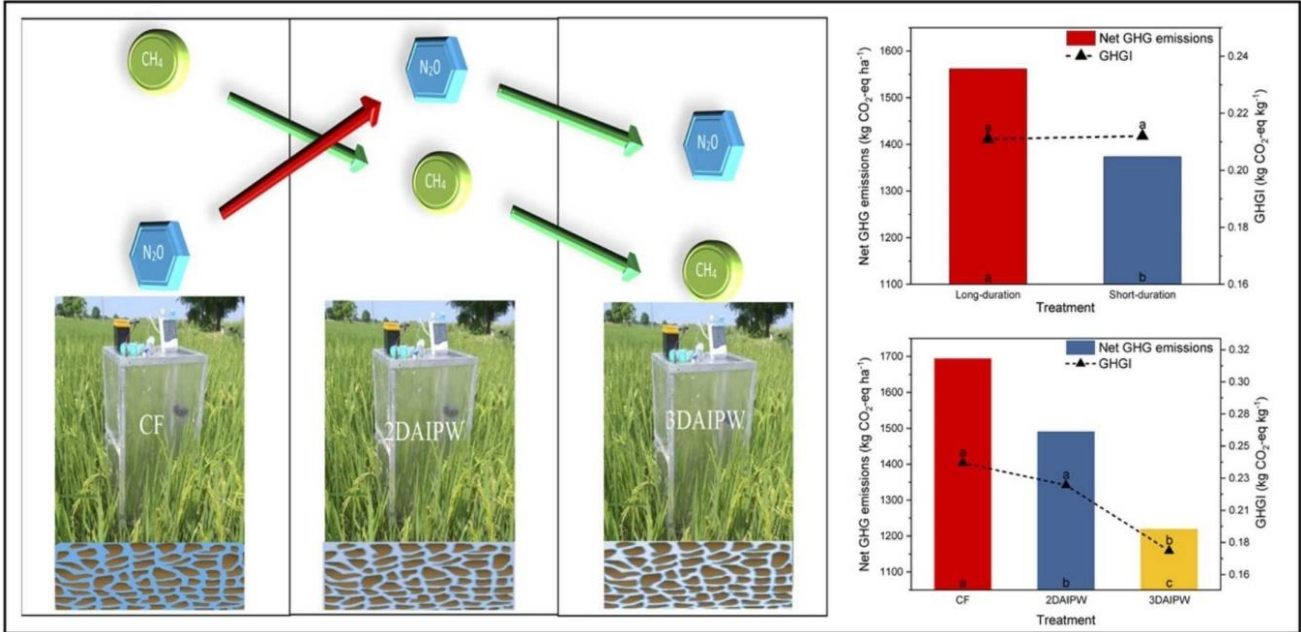 CH₄
N₂O
N₂O
CH₄
N₂O
CH₄
CF
2DAIPW
3DAIPW
Net GHG emissions
GHGI
Net GHG emissions (kg CO₂-eq ha⁻¹)
1600
1500
1400
1300
1200
1100
a
a
a
b
0.24
0.22
0.20
0.18
0.16
GHGI (kg CO₂-eq kg⁻¹)
Long-duration
Short-duration
Treatment
Net GHG emissions
GHGI
Net GHG emissions (kg CO₂-eq ha⁻¹)
1700
1600
1500
1400
1300
1200
1100
a
a
b
a
b
c
0.32
0.30
0.28
0.25
0.23
0.21
0.18
0.16
GHGI (kg CO₂-eq kg⁻¹)
CF
2DAIPW
3DAIPW
Treatment